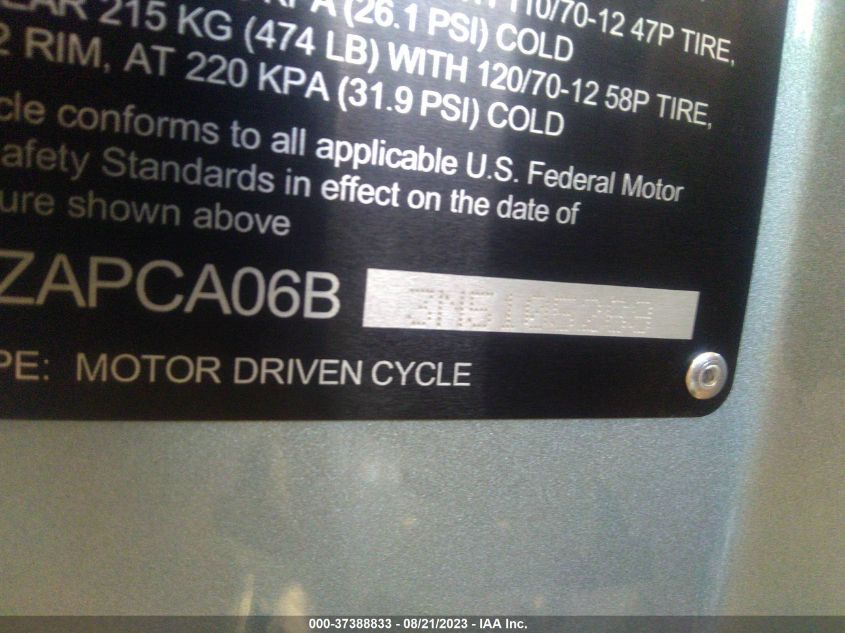 KPA (26.1 PSI) COLD
110/70-12 47P TIRE,
215 KG (474 LB) WITH 120/70-12 58P TIRE,
RIM, AT 220 KPA (31.9 PSI) COLD
cle conforms to all applicable U.S. Federal Motor
afety Standards in effect on the date of
ure shown above
ZAPCA06B
PE: MOTOR DRIVEN CYCLE
000-37388833 - 08/21/2023 - IAA Inc.